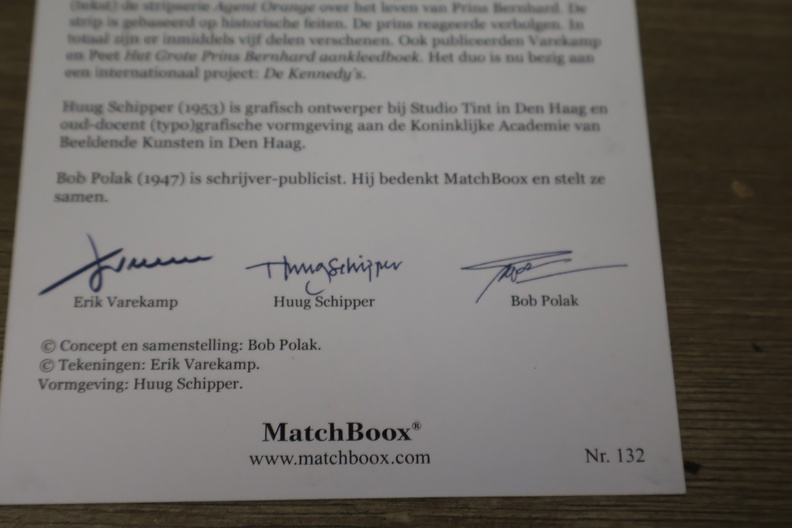 (tekst) de stripserie Agent Orange over het leven van Prins Bernhard. De
strip is gebaseerd op historische feiten. De prins reageerde verbolgen. In
totaal zijn er inmiddels vijf delen verschenen. Ook publiceerden Varekamp
en Peet Het Grote Prins Bernhard aankleedboek. Het duo is nu bezig aan
een internationaal project: De Kennedy's.
Huug Schipper (1953) is grafisch ontwerper bij Studio Tint in Den Haag en
oud-docent (typo)grafische vormgeving aan de Koninklijke Academie van
Beeldende Kunsten in Den Haag.
Bob Polak (1947) is schrijver-publicist. Hij bedenkt MatchBoox en stelt ze
samen.
Huug Schipper
Erik Varekamp Huug Schipper Bob Polak
© Concept en samenstelling: Bob Polak.
© Tekeningen: Erik Varekamp.
Vormgeving: Huug Schipper.
MatchBoox®
www.matchboox.com
Nr. 132